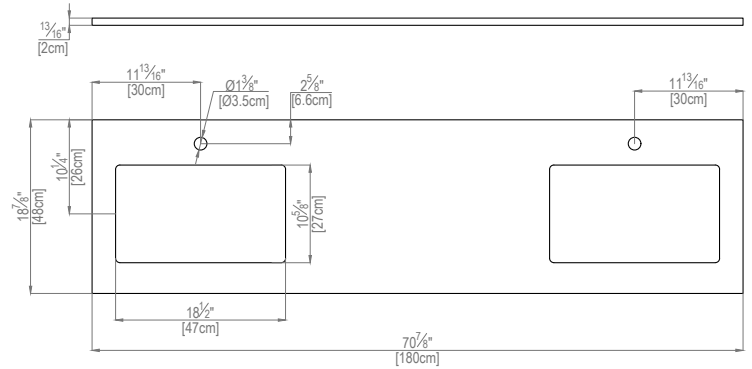 13/16"
[2cm]
11 13/16"
[30cm]
Ø1 3/8"
[Ø3.5cm]
2 5/8"
[6.6cm]
11 13/16"
[30cm]
10 1/4"
[26cm]
18 7/8"
[48cm]
10 5/8"
[27cm]
18 1/2"
[47cm]
70 7/8"
[180cm]